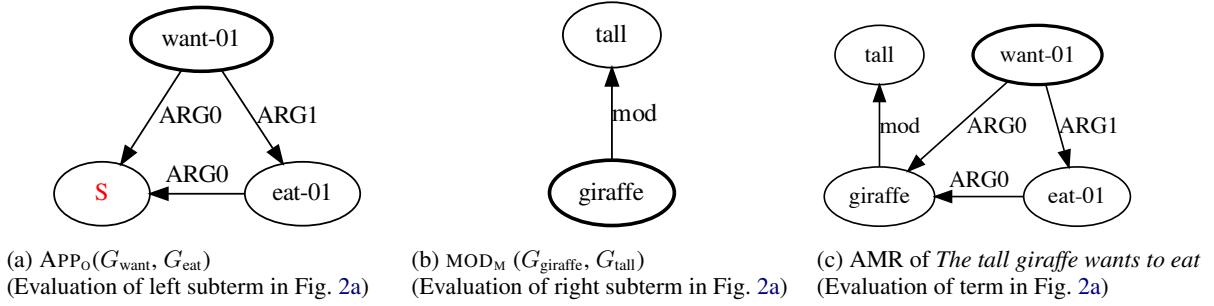 want-01
ARG0
ARG1
S
ARG0
eat-01
(a) APPO(Gwant, Geat)
(Evaluation of left subterm in Fig. 2a)
tall
mod
giraffe
(b) MODM (Ggiraffe, Gtall)
(Evaluation of right subterm in Fig. 2a)
tall
want-01
mod
ARG0
ARG1
giraffe
ARG0
eat-01
(c) AMR of The tall giraffe wants to eat
(Evaluation of term in Fig. 2a)